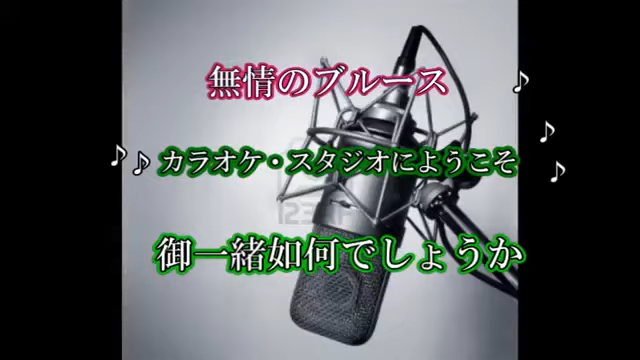 無情のブルース
カラオケ・スタジオにようこそ
御一緒如何でしょうか